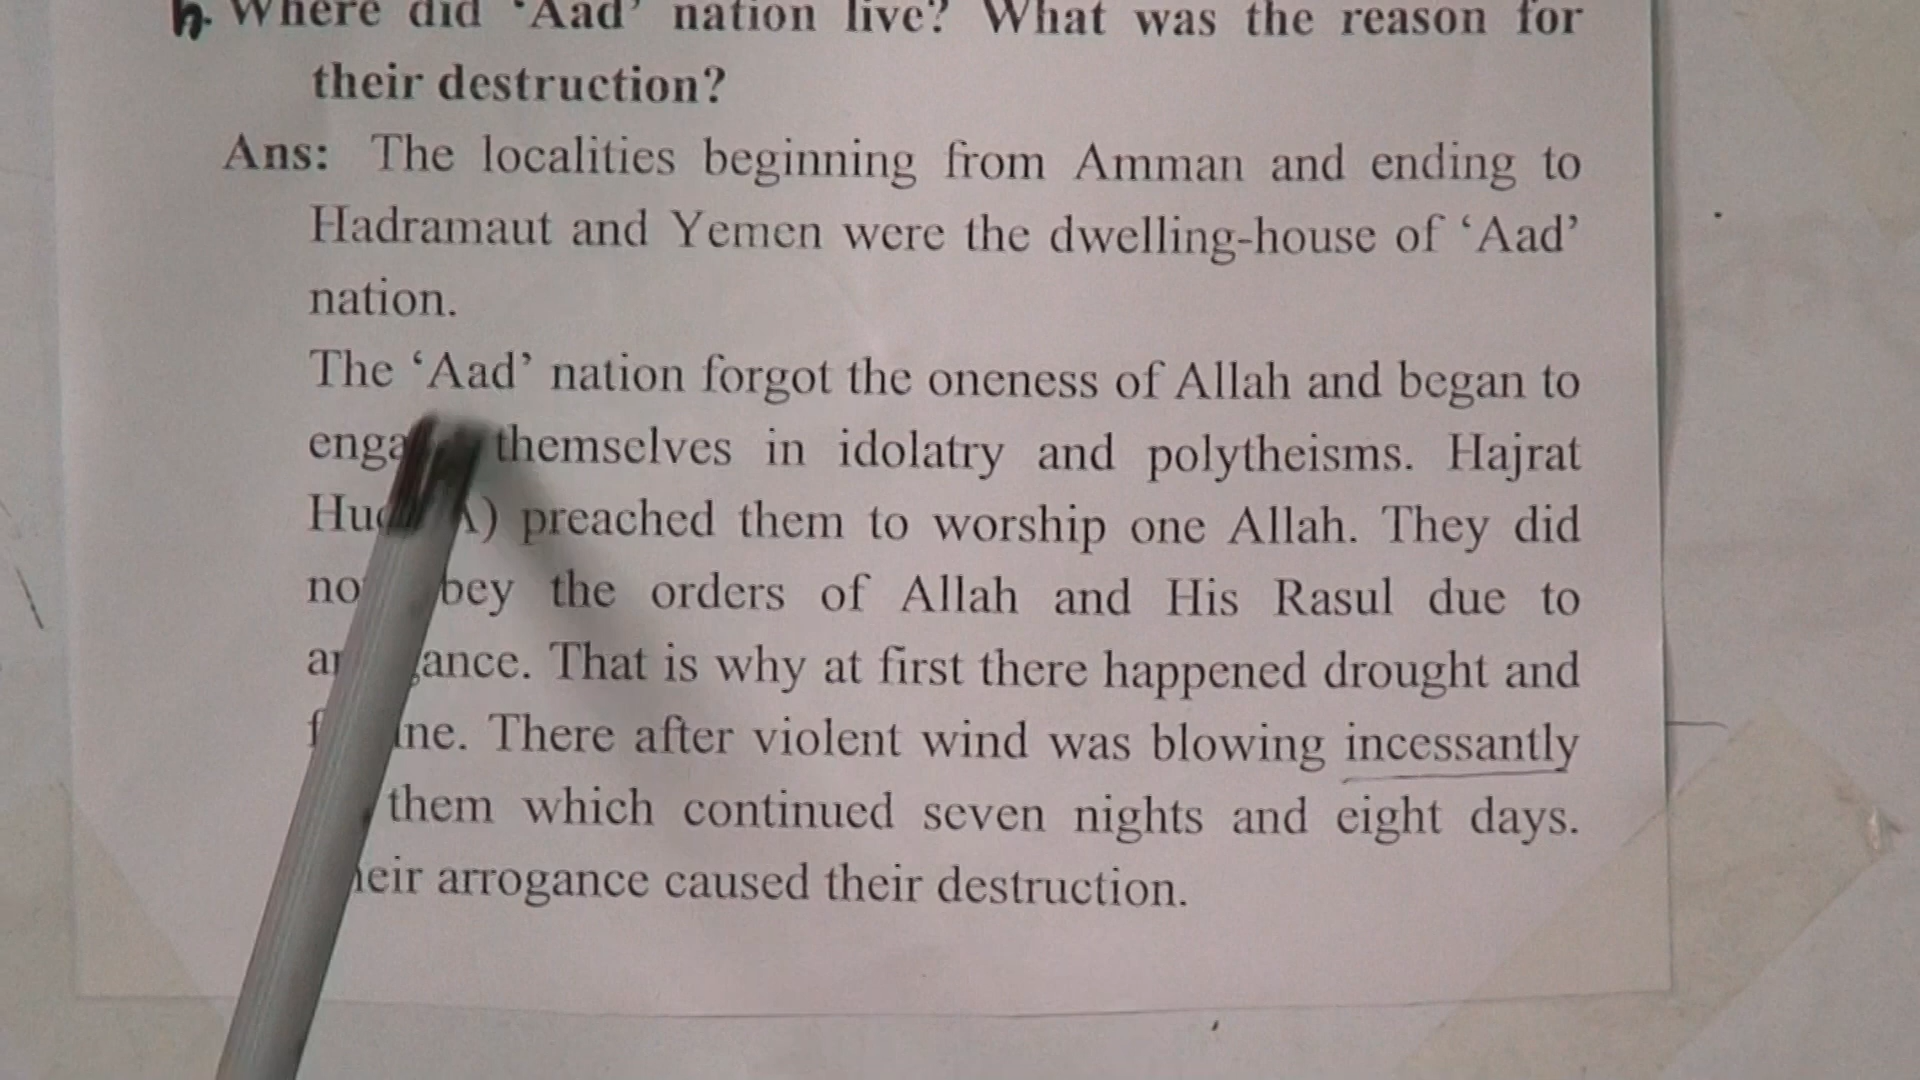 h. Where did 'Aad' nation live? What was the reason for
their destruction?
Ans: The localities beginning from Amman and ending to
Hadramaut and Yemen were the dwelling-house of ‘Aad’
nation.
The ‘Aad’ nation forgot the oneness of Allah and began to
themselves in idolatry and polytheisms. Hajrat
preached them to worship one Allah. They did
the orders of Allah and His Rasul due to
That is why at first there happened drought and
There after violent wind was blowing incessantly
them which continued seven nights and eight days.
arrogance caused their destruction.